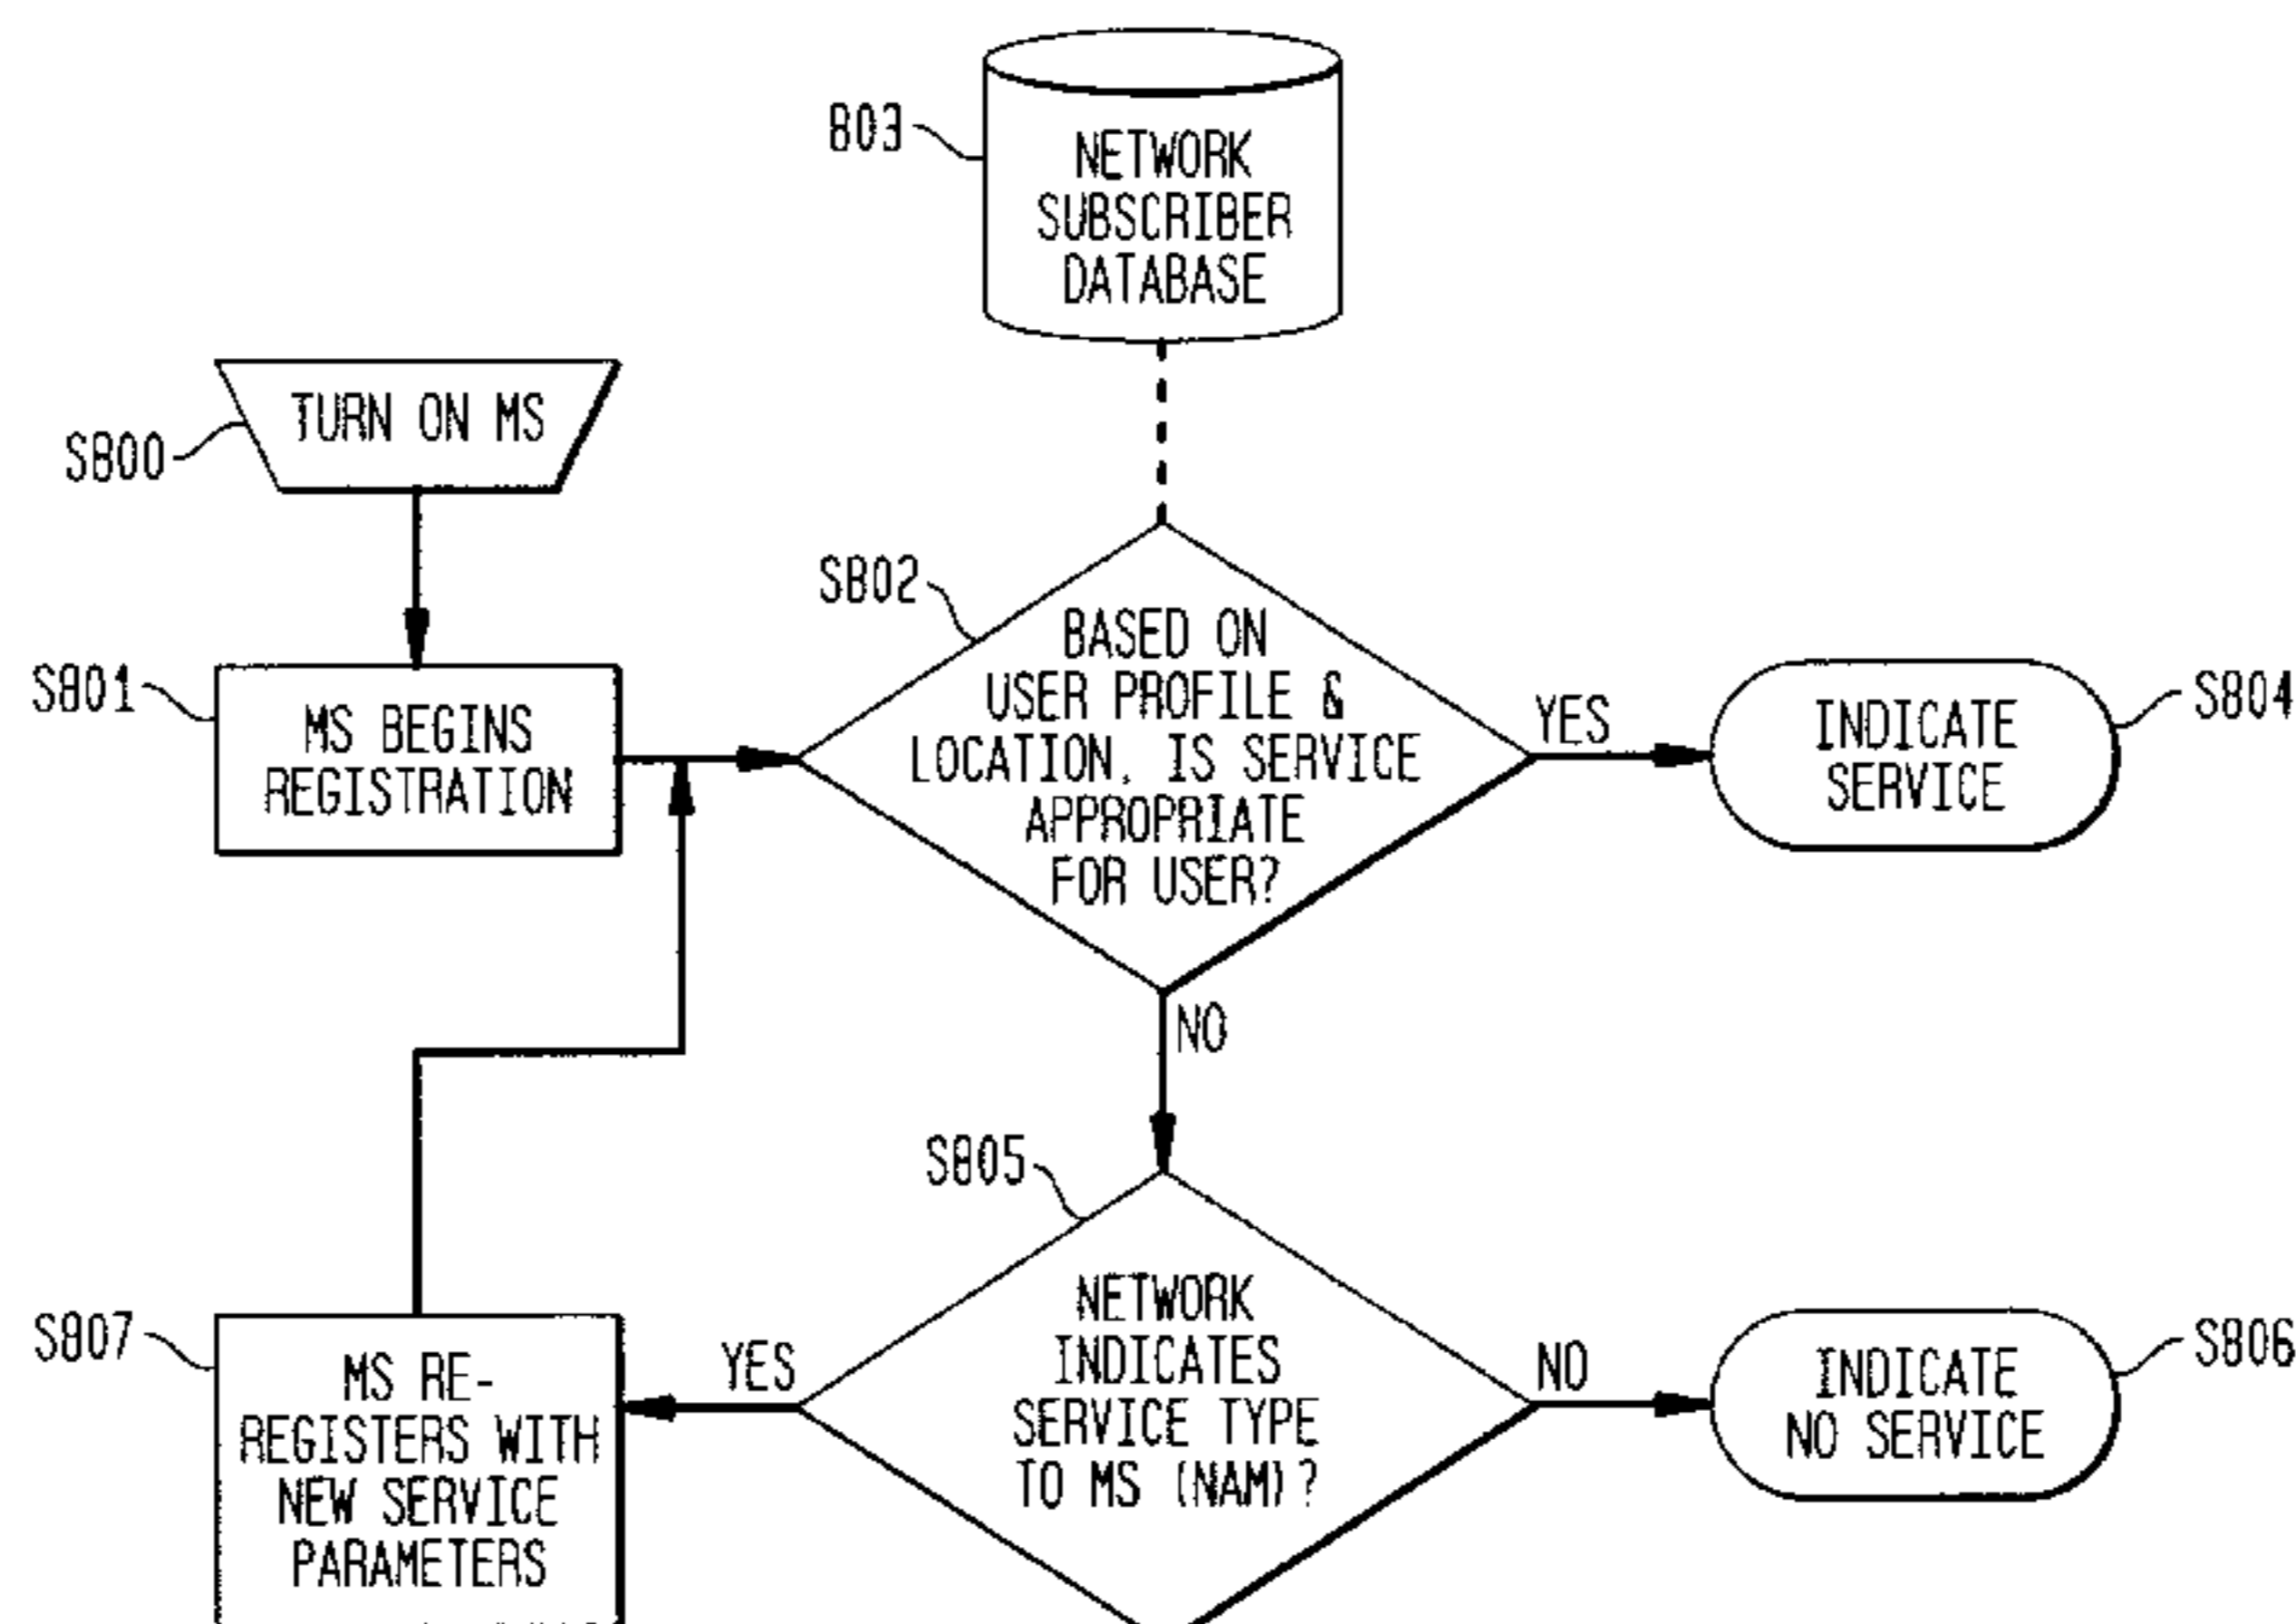 803
NETWORK
SUBSCRIBER
DATABASE
S800
TURN ON MS
S801
MS BEGINS
REGISTRATION
S802
BASED ON
USER PROFILE &
LOCATION, IS SERVICE
APPROPRIATE
FOR USER?
YES
INDICATE
SERVICE
S804
NO
S805
NETWORK
INDICATES
SERVICE TYPE
TO MS (NAM)?
YES
S807
MS RE-
REGISTERS WITH
NEW SERVICE
PARAMETERS
NO
INDICATE
NO SERVICE
S806